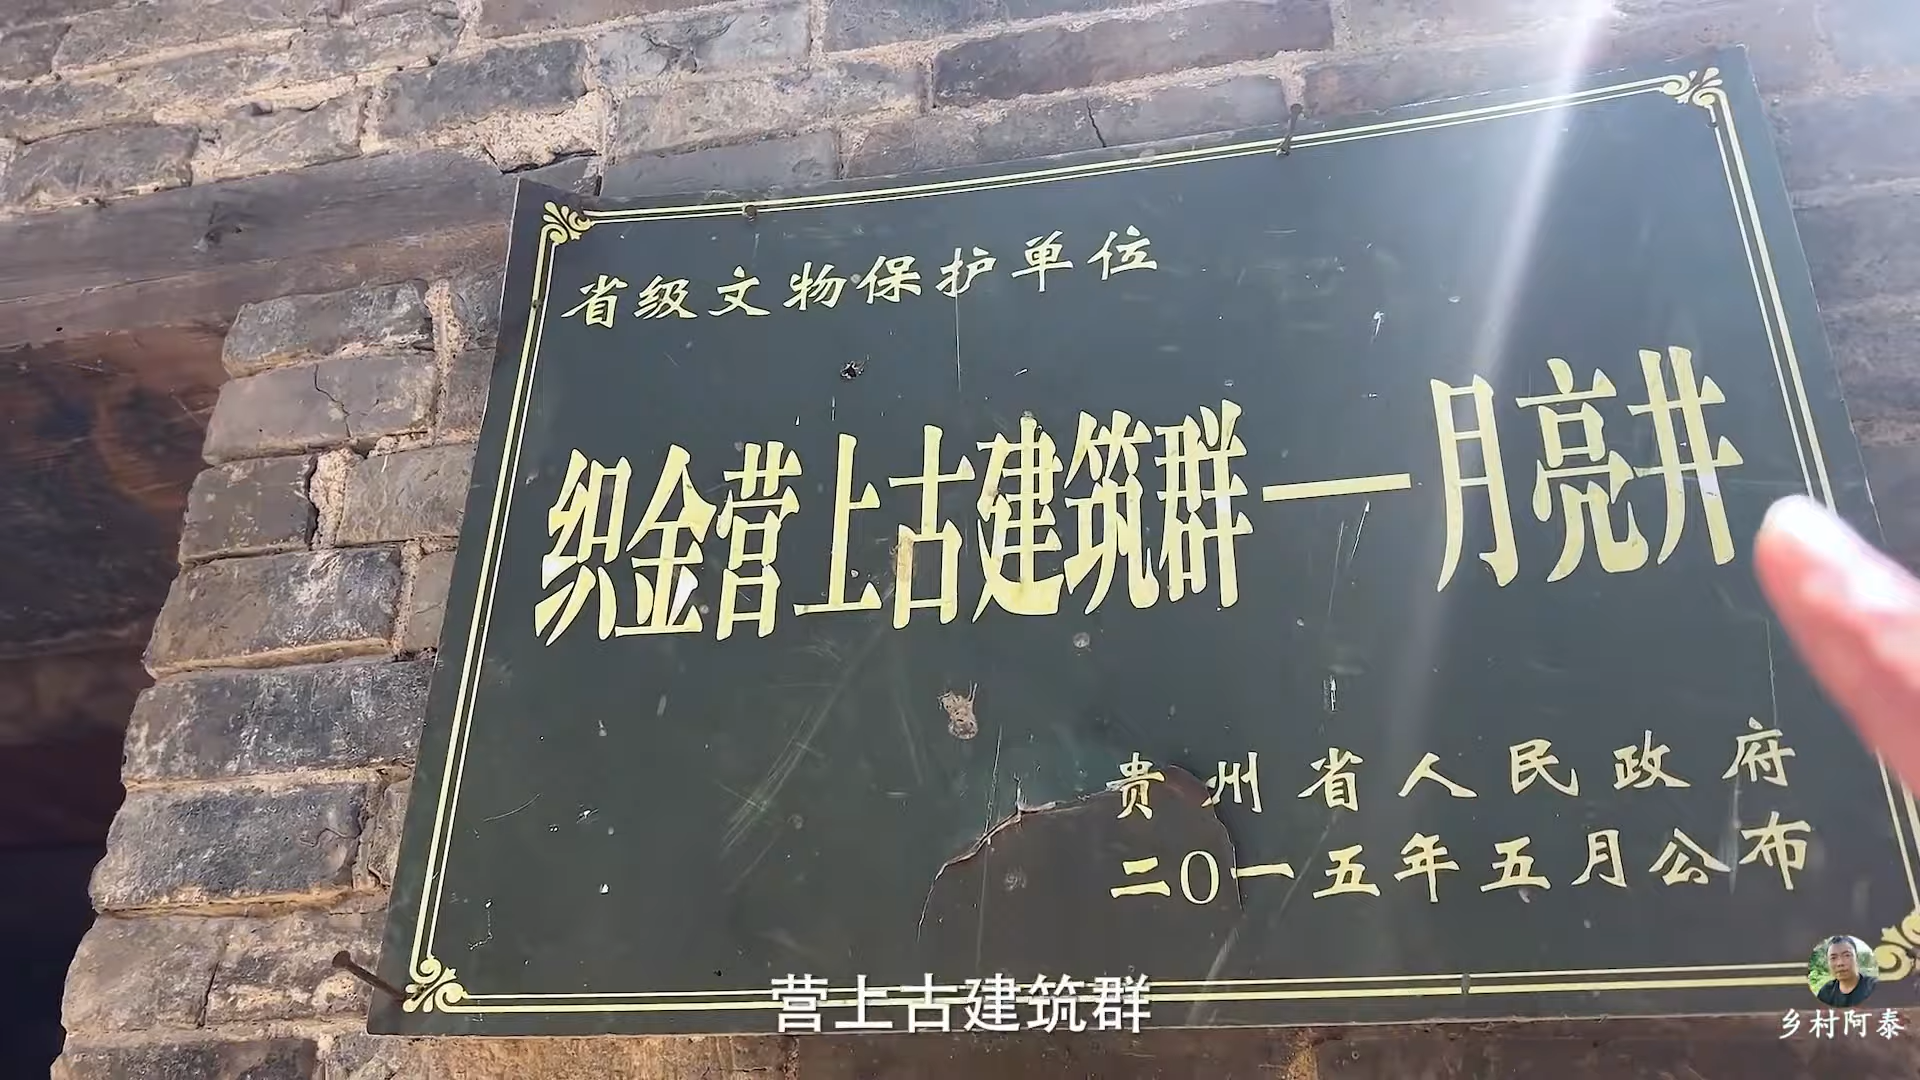 省级文物保护单位
织金营上古建筑群—月亮井
贵州省人民政府
二〇一五年五月公布
营上古建筑群
乡村阿泰